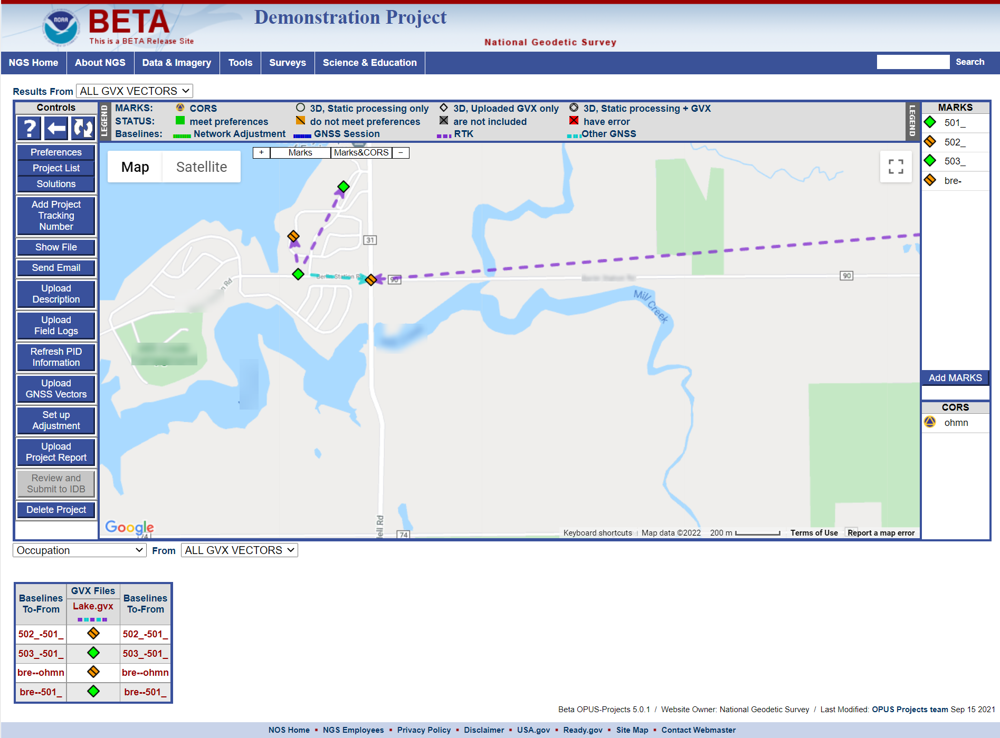 NOAA
BETA
This is a BETA Release Site
Demonstration Project
National Geodetic Survey
NGS Home
About NGS
Data & Imagery
Tools
Surveys
Science & Education
Search
Results From ALL GVX VECTORS
Controls
?
Preferences
Project List
Solutions
Add Project
Tracking
Number
Show File
Send Email
Upload
Description
Upload
Field Logs
Refresh PID
Information
Upload
GNSS Vectors
Set up
Adjustment
Upload
Project Report
Review and
Submit to IDB
Delete Project
LEGEND
MARKS: CORS 3D, Static processing only 3D, Uploaded GVX only 3D, Static processing + GVX
STATUS: meet preferences do not meet preferences are not included have error
Baselines: Network Adjustment GNSS Session RTK Other GNSS
LEGEND
+ Marks Marks&CORS −
Map Satellite
31
Berlin Station R
90
Berlin Station Rd
90
n Rd
Mill Creek
ell Rd
74
Google
74
Keyboard shortcuts Map data ©2022 200 m Terms of Use Report a map error
MARKS
501_
502_
503_
bre-
Add MARKS
CORS
ohmn
Occupation From ALL GVX VECTORS
Baselines
To-From
GVX Files
Lake.gvx
Baselines
To-From
502_-501_ 502_-501_
503_-501_ 503_-501_
bre--ohmn bre--ohmn
bre--501_ bre--501_
Beta OPUS-Projects 5.0.1 / Website Owner: National Geodetic Survey / Last Modified: OPUS Projects team Sep 15 2021
NOS Home ▪ NGS Employees ▪ Privacy Policy ▪ Disclaimer ▪ USA.gov ▪ Ready.gov ▪ Site Map ▪ Contact Webmaster